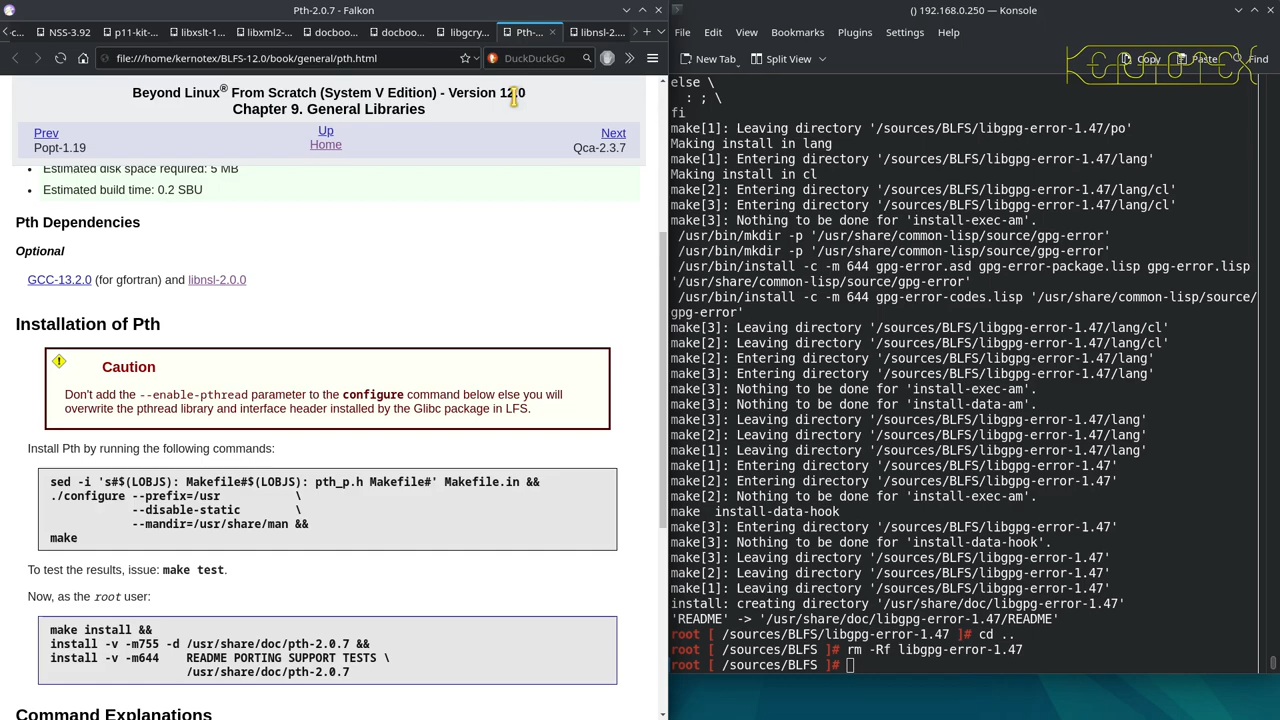 Pth-2.0.7 - Falkon
() 192.168.0.250 — Konsole
-c...
NSS-3.92
p11-kit-...
libxslt-1...
libxml2-...
docboo...
docboo...
libgcry...
Pth-...
libnsl-2....
File Edit View Bookmarks Plugins Settings Help
file:///home/kernotex/BLFS-12.0/book/general/pth.html
DuckDuckGo
New Tab
Split View
Copy
Paste
Find
Beyond Linux® From Scratch (System V Edition) - Version 12.0
Chapter 9. General Libraries
Prev
Up
Next
Popt-1.19
Home
Qca-2.3.7
Estimated disk space required: 5 MB
Estimated build time: 0.2 SBU
Pth Dependencies
Optional
GCC-13.2.0 (for gfortran) and libnsl-2.0.0
Installation of Pth
Caution
Don't add the --enable-pthread parameter to the configure command below else you will
overwrite the pthread library and interface header installed by the Glibc package in LFS.
Install Pth by running the following commands:
sed -i 's#$(LOBJS): Makefile#$(LOBJS): pth_p.h Makefile#' Makefile.in &&
./configure --prefix=/usr \
--disable-static \
--mandir=/usr/share/man &&
make
To test the results, issue: make test.
Now, as the root user:
make install &&
install -v -m755 -d /usr/share/doc/pth-2.0.7 &&
install -v -m644 README PORTING SUPPORT TESTS \
/usr/share/doc/pth-2.0.7
Command Explanations
else \
: ; \
fi
make[1]: Leaving directory '/sources/BLFS/libgpg-error-1.47/po'
Making install in lang
make[1]: Entering directory '/sources/BLFS/libgpg-error-1.47/lang'
Making install in cl
make[2]: Entering directory '/sources/BLFS/libgpg-error-1.47/lang/cl'
make[3]: Entering directory '/sources/BLFS/libgpg-error-1.47/lang/cl'
make[3]: Nothing to be done for 'install-exec-am'.
/usr/bin/mkdir -p '/usr/share/common-lisp/source/gpg-error'
/usr/bin/mkdir -p '/usr/share/common-lisp/source/gpg-error'
/usr/bin/install -c -m 644 gpg-error.asd gpg-error-package.lisp gpg-error.lisp
'/usr/share/common-lisp/source/gpg-error'
/usr/bin/install -c -m 644 gpg-error-codes.lisp '/usr/share/common-lisp/source/
gpg-error'
make[3]: Leaving directory '/sources/BLFS/libgpg-error-1.47/lang/cl'
make[2]: Leaving directory '/sources/BLFS/libgpg-error-1.47/lang/cl'
make[2]: Entering directory '/sources/BLFS/libgpg-error-1.47/lang'
make[3]: Entering directory '/sources/BLFS/libgpg-error-1.47/lang'
make[3]: Nothing to be done for 'install-exec-am'.
make[3]: Nothing to be done for 'install-data-am'.
make[3]: Leaving directory '/sources/BLFS/libgpg-error-1.47/lang'
make[2]: Leaving directory '/sources/BLFS/libgpg-error-1.47/lang'
make[1]: Leaving directory '/sources/BLFS/libgpg-error-1.47/lang'
make[1]: Entering directory '/sources/BLFS/libgpg-error-1.47'
make[2]: Entering directory '/sources/BLFS/libgpg-error-1.47'
make[2]: Nothing to be done for 'install-exec-am'.
make  install-data-hook
make[3]: Entering directory '/sources/BLFS/libgpg-error-1.47'
make[3]: Nothing to be done for 'install-data-hook'.
make[3]: Leaving directory '/sources/BLFS/libgpg-error-1.47'
make[2]: Leaving directory '/sources/BLFS/libgpg-error-1.47'
make[1]: Leaving directory '/sources/BLFS/libgpg-error-1.47'
install: creating directory '/usr/share/doc/libgpg-error-1.47'
'README' -> '/usr/share/doc/libgpg-error-1.47/README'
root [ /sources/BLFS/libgpg-error-1.47 ]# cd ..
root [ /sources/BLFS ]# rm -Rf libgpg-error-1.47
root [ /sources/BLFS ]#